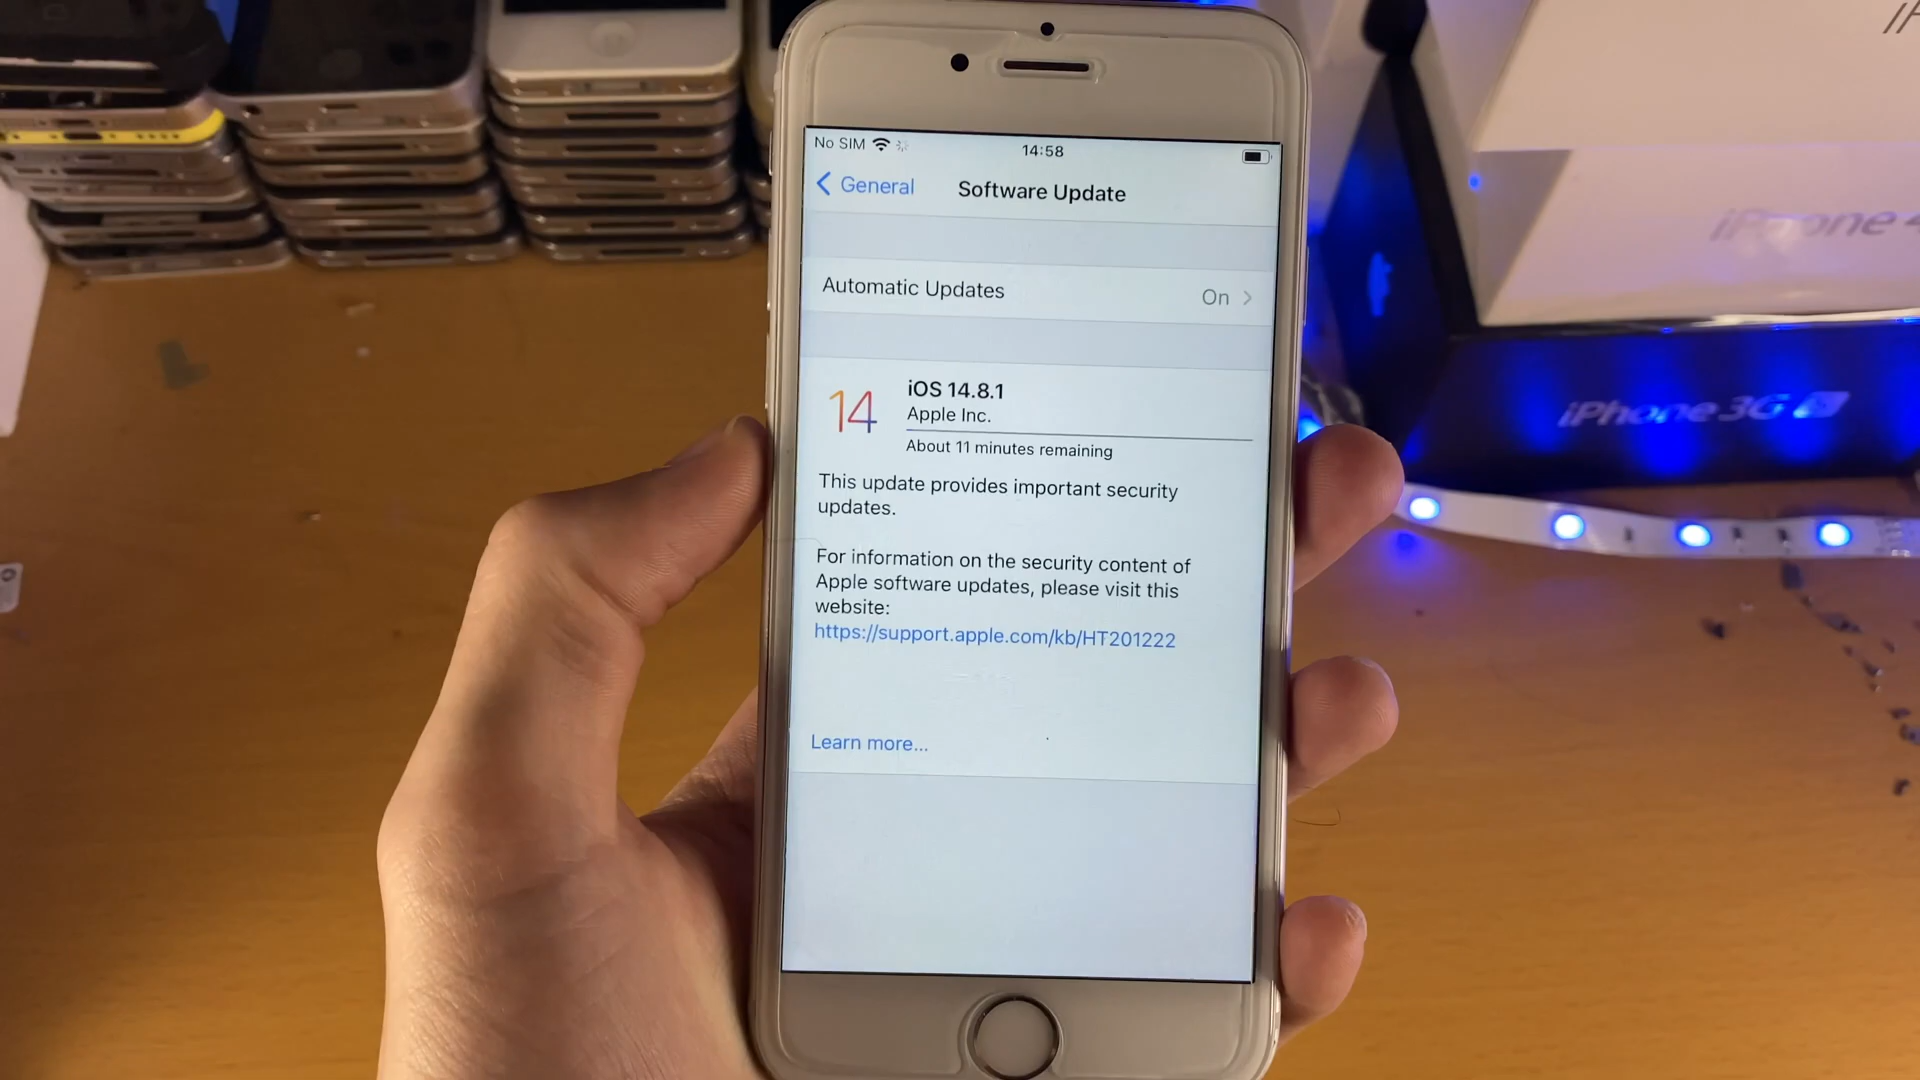 No SIM 14:58
General Software Update
Automatic Updates On
14
iOS 14.8.1
Apple Inc.
About 11 minutes remaining
This update provides important security
updates.
For information on the security content of
Apple software updates, please visit this
website:
https://support.apple.com/kb/HT201222
Learn more...
iPhone 4
iPhone 3G S